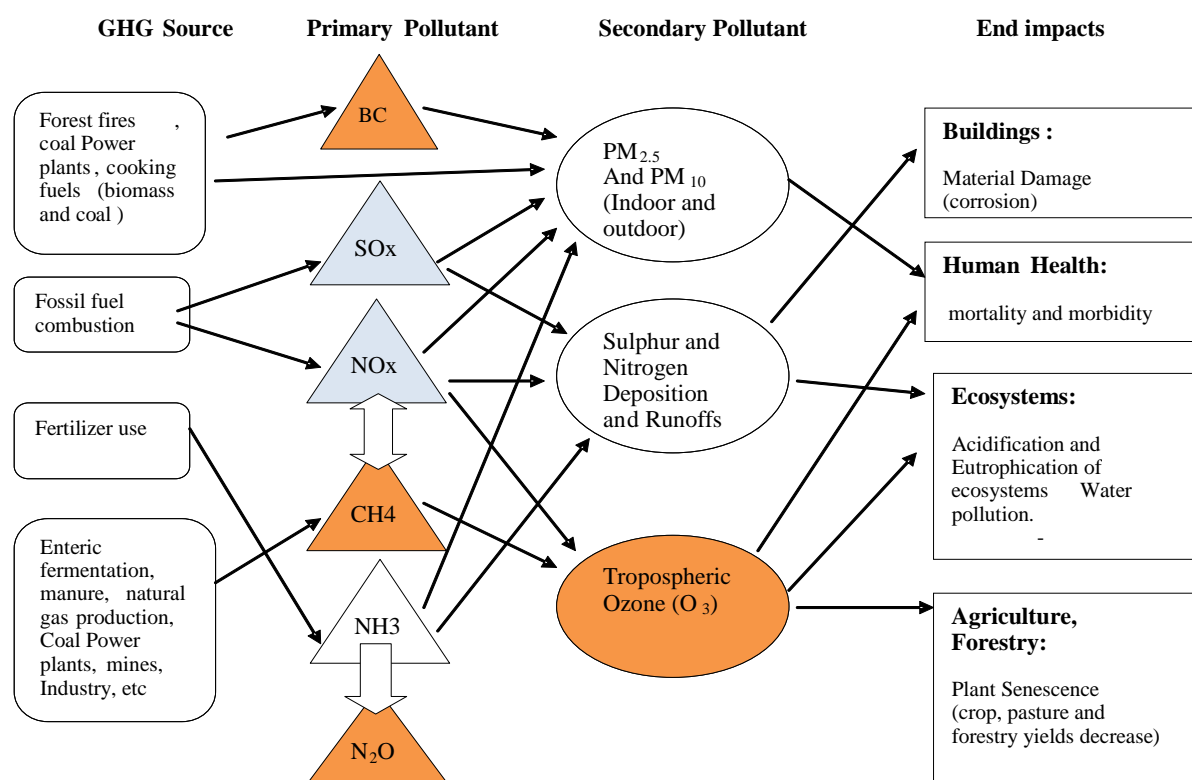 GHG Source
Primary Pollutant
Secondary Pollutant
End impacts
Forest fires ,
coal Power
plants, cooking
fuels (biomass
and coal )
Fossil fuel
combustion
Fertilizer use
Enteric
fermentation,
manure, natural
gas production,
Coal Power
plants, mines,
Industry, etc
BC
SOx
NOx
CH4
NH3
N₂O
PM₂.₅
And PM ₁₀
(Indoor and
outdoor)
Sulphur and
Nitrogen
Deposition
and Runoffs
Tropospheric
Ozone (O ₃)
Buildings :
Material Damage
(corrosion)
Human Health:
mortality and morbidity
Ecosystems:
Acidification and
Eutrophication of
ecosystems Water
pollution.
-
Agriculture,
Forestry:
Plant Senescence
(crop, pasture and
forestry yields decrease)